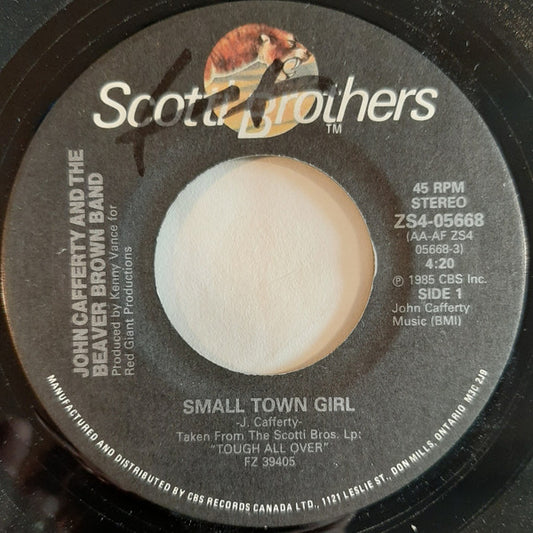 Scotti Brothers
TM
JOHN CAFFERTY AND THE
BEAVER BROWN BAND
Produced by Kenny Vance for
Red Giant Productions
45 RPM
STEREO
ZS4-05668
(AA-AF ZS4
05668-3)
4:20
℗ 1985 CBS Inc.
SIDE 1
John Cafferty
Music (BMI)
SMALL TOWN GIRL
-J. Cafferty-
Taken From The Scotti Bros. Lp:
"TOUGH ALL OVER"
FZ 39405
MANUFACTURED AND DISTRIBUTED BY CBS RECORDS CANADA LTD., 1121 LESLIE ST., DON MILLS, ONTARIO M3C 2J9